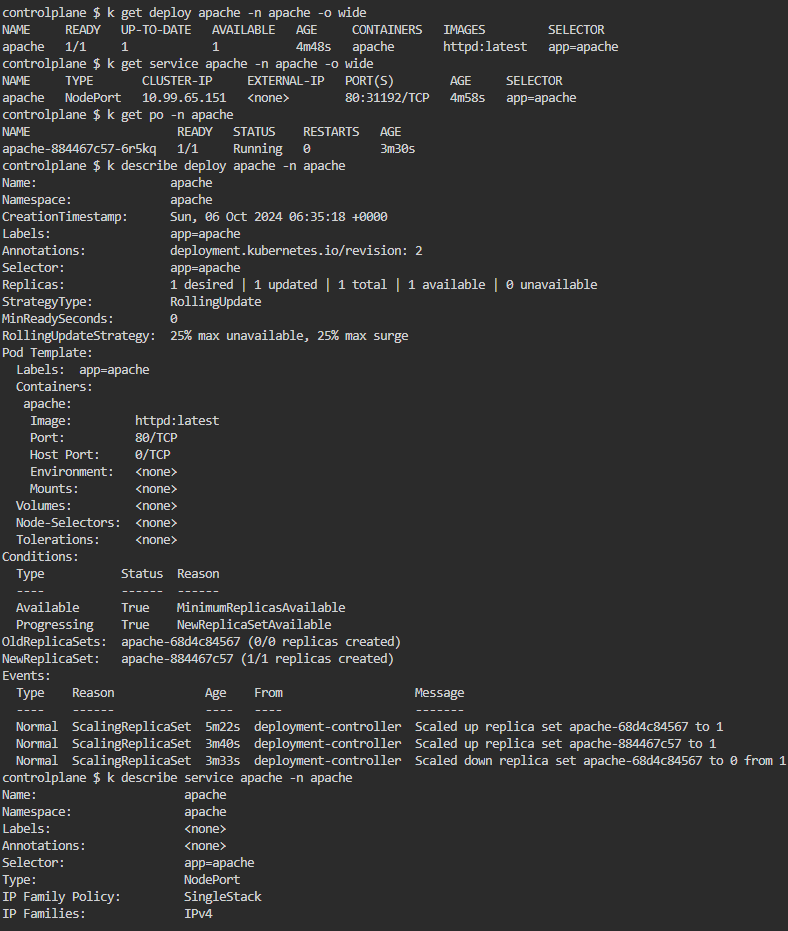 controlplane $ k get deploy apache -n apache -o wide
NAME     READY   UP-TO-DATE   AVAILABLE   AGE     CONTAINERS   IMAGES         SELECTOR
apache   1/1     1            1           4m48s   apache       httpd:latest   app=apache
controlplane $ k get service apache -n apache -o wide
NAME     TYPE       CLUSTER-IP      EXTERNAL-IP   PORT(S)        AGE     SELECTOR
apache   NodePort   10.99.65.151   <none>        80:31192/TCP   4m58s   app=apache
controlplane $ k get po -n apache
NAME                     READY   STATUS    RESTARTS   AGE
apache-884467c57-6r5kq   1/1     Running   0          3m30s
controlplane $ k describe deploy apache -n apache
Name:                   apache
Namespace:              apache
CreationTimestamp:      Sun, 06 Oct 2024 06:35:18 +0000
Labels:                 app=apache
Annotations:            deployment.kubernetes.io/revision: 2
Selector:               app=apache
Replicas:               1 desired | 1 updated | 1 total | 1 available | 0 unavailable
StrategyType:           RollingUpdate
MinReadySeconds:        0
RollingUpdateStrategy:  25% max unavailable, 25% max surge
Pod Template:
  Labels:  app=apache
  Containers:
   apache:
    Image:         httpd:latest
    Port:          80/TCP
    Host Port:     0/TCP
    Environment:   <none>
    Mounts:        <none>
  Volumes:         <none>
  Node-Selectors:  <none>
  Tolerations:     <none>
Conditions:
  Type           Status  Reason
  ----           ------  ------
  Available      True    MinimumReplicasAvailable
  Progressing    True    NewReplicaSetAvailable
OldReplicaSets:  apache-68d4c84567 (0/0 replicas created)
NewReplicaSet:   apache-884467c57 (1/1 replicas created)
Events:
  Type    Reason             Age    From                   Message
  ----    ------             ----   ----                   -------
  Normal  ScalingReplicaSet  5m22s  deployment-controller  Scaled up replica set apache-68d4c84567 to 1
  Normal  ScalingReplicaSet  3m40s  deployment-controller  Scaled up replica set apache-884467c57 to 1
  Normal  ScalingReplicaSet  3m33s  deployment-controller  Scaled down replica set apache-68d4c84567 to 0 from 1
controlplane $ k describe service apache -n apache
Name:                     apache
Namespace:                apache
Labels:                   <none>
Annotations:              <none>
Selector:                 app=apache
Type:                     NodePort
IP Family Policy:         SingleStack
IP Families:              IPv4